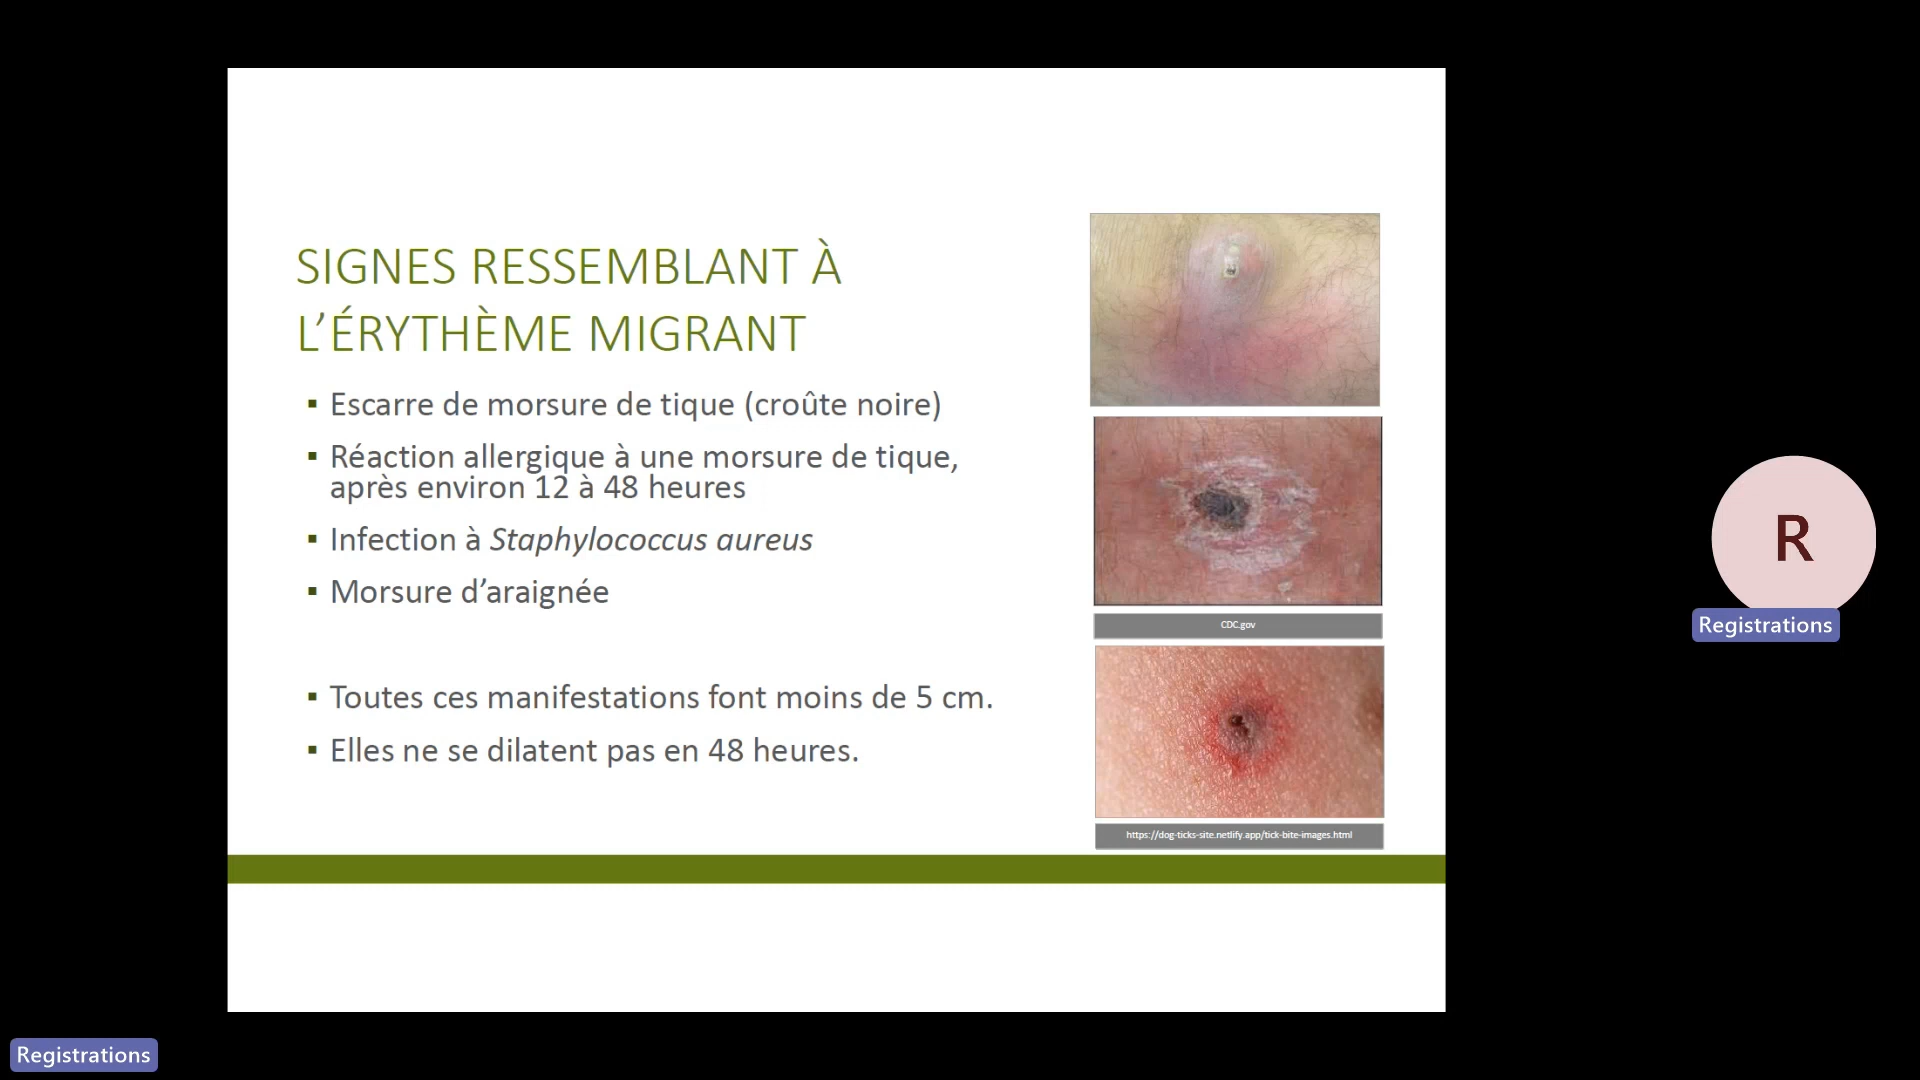 SIGNES RESSEMBLANT À
L’ÉRYTHÈME MIGRANT
▪ Escarre de morsure de tique (croûte noire)
▪ Réaction allergique à une morsure de tique,
après environ 12 à 48 heures
▪ Infection à Staphylococcus aureus
▪ Morsure d’araignée
▪ Toutes ces manifestations font moins de 5 cm.
▪ Elles ne se dilatent pas en 48 heures.
CDC.gov
https://dog-ticks-site.netlify.app/tick-bite-images.html
R
Registrations
Registrations